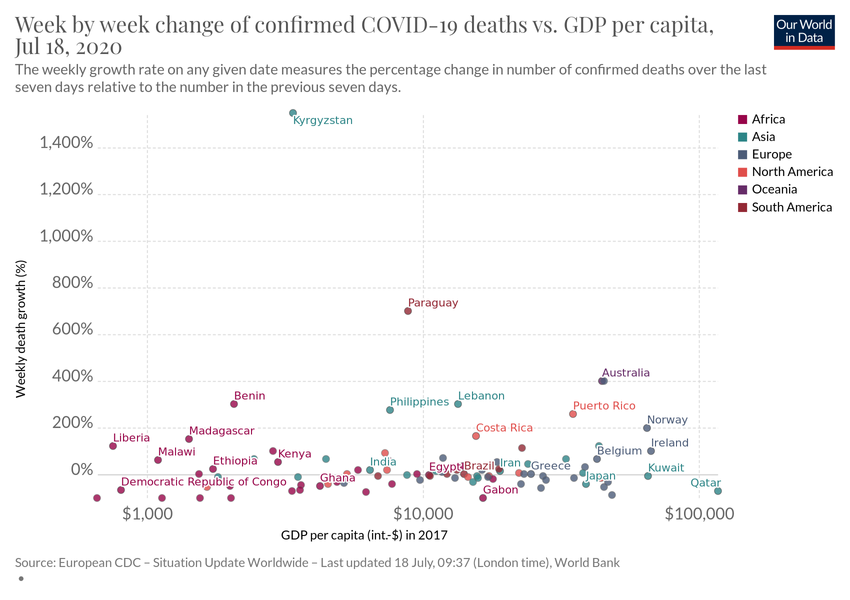 Week by week change of confirmed COVID-19 deaths vs. GDP per capita,
Jul 18, 2020
Our World
in Data
The weekly growth rate on any given date measures the percentage change in number of confirmed deaths over the last
seven days relative to the number in the previous seven days.
Africa
Asia
Europe
North America
Oceania
South America
Weekly death growth (%)
1,400%
1,200%
1,000%
800%
600%
400%
200%
0%
Kyrgyzstan
Paraguay
Australia
Benin
Philippines
Lebanon
Puerto Rico
Norway
Costa Rica
Madagascar
Liberia
Ireland
Malawi
Kenya
Belgium
Ethiopia
India
Egypt
Brazil
Iran
Greece
Kuwait
Democratic Republic of Congo
Ghana
Japan
Qatar
Gabon
$1,000
$10,000
$100,000
GDP per capita (int.-$) in 2017
Source: European CDC – Situation Update Worldwide – Last updated 18 July, 09:37 (London time), World Bank